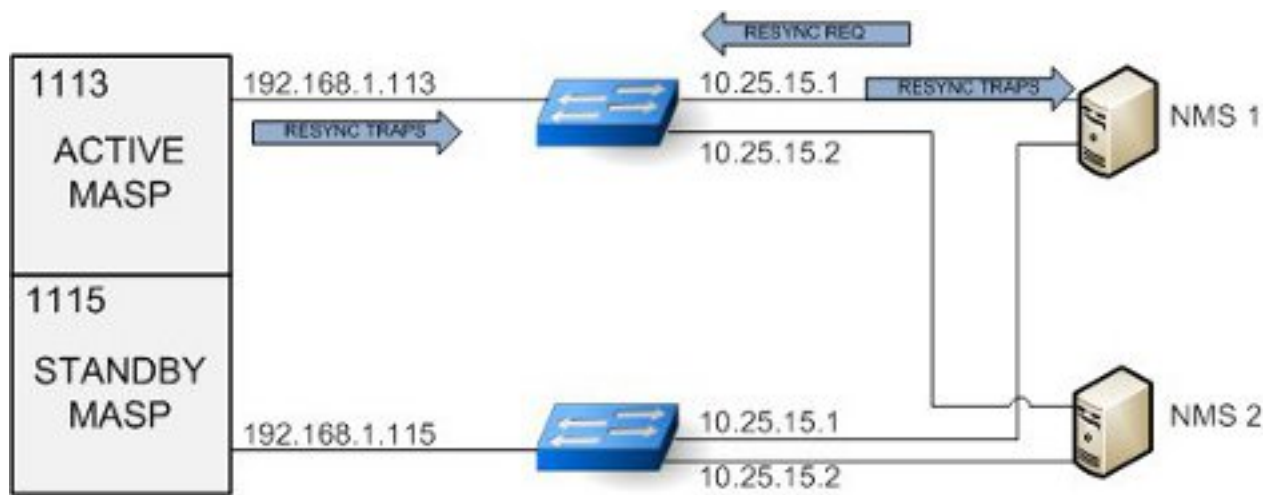 RESYNC REQ
1113
192.168.1.113
10.25.15.1
RESYNC TRAPS
NMS 1
ACTIVE
MASP
RESYNC TRAPS
10.25.15.2
1115
STANDBY
MASP
192.168.1.115
10.25.15.1
10.25.15.2
NMS 2